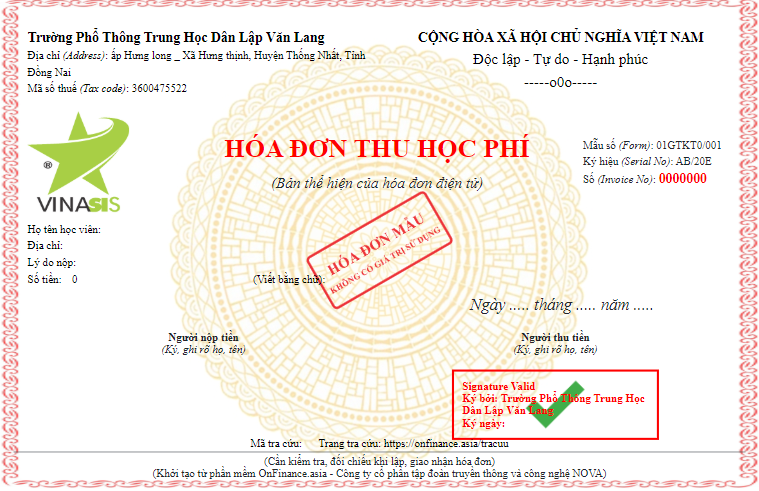 Trường Phổ Thông Trung Học Dân Lập Văn Lang
Địa chỉ (Address): ấp Hưng long _ Xã Hưng thịnh, Huyện Thống Nhất, Tỉnh
Đồng Nai
Mã số thuế (Tax code): 3600475522
CỘNG HÒA XÃ HỘI CHỦ NGHĨA VIỆT NAM
Độc lập - Tự do - Hạnh phúc
-----o0o-----
® VINASIS
HÓA ĐƠN THU HỌC PHÍ
(Bản thể hiện của hóa đơn điện tử)
Mẫu số (Form): 01GTKT0/001
Ký hiệu (Serial No): AB/20E
Số (Invoice No): 0000000
HÓA ĐƠN MẪU
KHÔNG CÓ GIÁ TRỊ SỬ DỤNG
Họ tên học viên:
Địa chỉ:
Lý do nộp:
Số tiền: 0 (Viết bằng chữ):
Ngày ..... tháng ..... năm .....
Người nộp tiền
(Ký, ghi rõ họ, tên)
Người thu tiền
(Ký, ghi rõ họ, tên)
Signature Valid
Ký bởi: Trường Phổ Thông Trung Học
Dân Lập Văn Lang
Ký ngày:
Mã tra cứu: Trang tra cứu: https://onfinance.asia/tracuu
(Cần kiểm tra, đối chiếu khi lập, giao nhận hóa đơn)
(Khởi tạo từ phần mềm OnFinance.asia - Công ty cổ phần tập đoàn truyền thông và công nghệ NOVA)